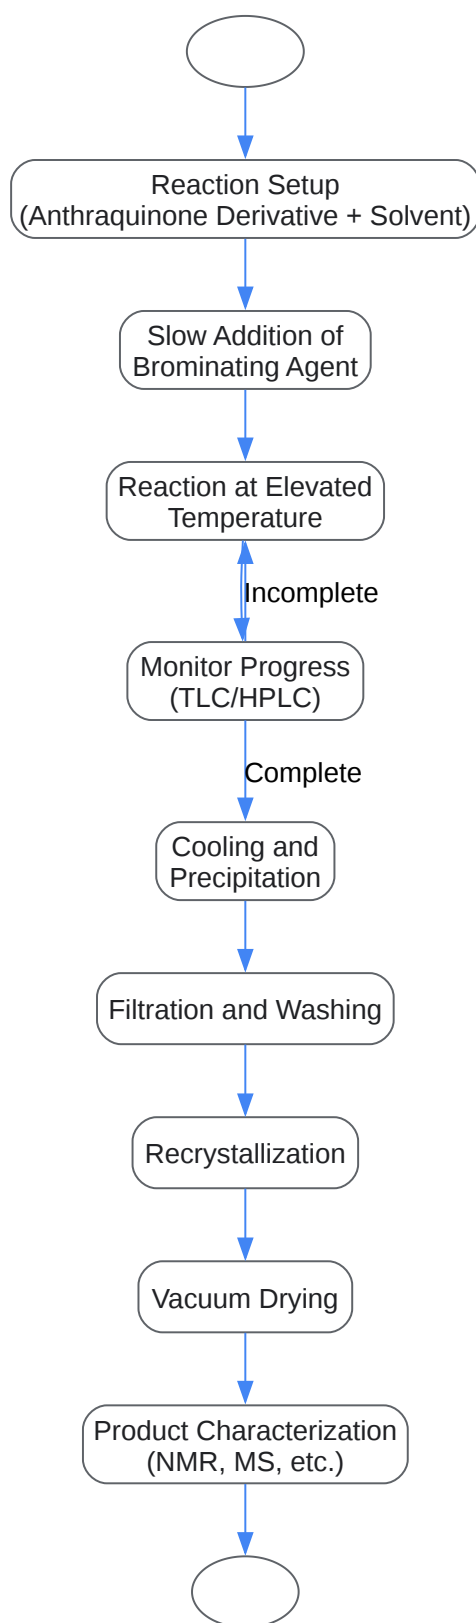 Reaction Setup
(Anthraquinone Derivative + Solvent)
Slow Addition of
Brominating Agent
Reaction at Elevated
Temperature
Incomplete
Monitor Progress
(TLC/HPLC)
Complete
Cooling and
Precipitation
Filtration and Washing
Recrystallization
Vacuum Drying
Product Characterization
(NMR, MS, etc.)